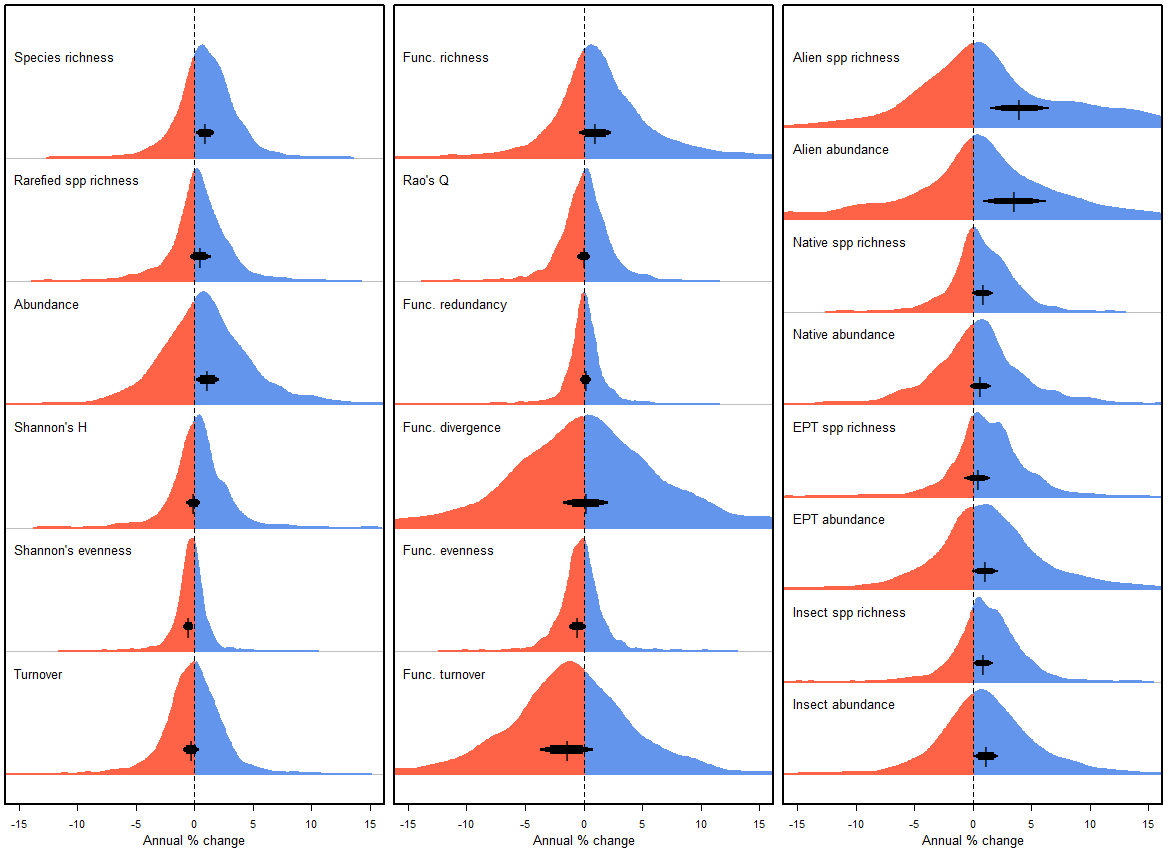 Species richness
Rarefied spp richness
Abundance
Shannon's H
Shannon's evenness
Turnover
-15 -10 -5 0 5 10 15
Annual % change
Func. richness
Rao's Q
Func. redundancy
Func. divergence
Func. evenness
Func. turnover
-15 -10 -5 0 5 10 15
Annual % change
Alien spp richness
Alien abundance
Native spp richness
Native abundance
EPT spp richness
EPT abundance
Insect spp richness
Insect abundance
-15 -10 -5 0 5 10 15
Annual % change